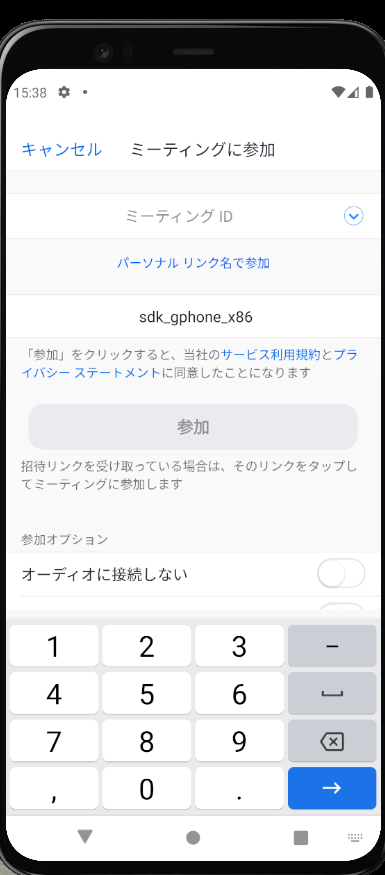 15:38
キャンセル ミーティングに参加
ミーティング ID
パーソナル リンク名で参加
sdk_gphone_x86
「参加」をクリックすると、当社のサービス利用規約とプラ
イバシー ステートメントに同意したことになります
参加
招待リンクを受け取っている場合は、そのリンクをタップし
てミーティングに参加します
参加オプション
オーディオに接続しない
1 2 3 –
4 5 6
7 8 9
, 0 .